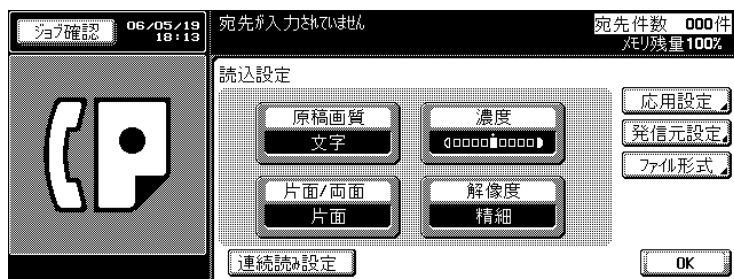 ジョブ確認
06/05/19
18:13
宛先が入力されていません
宛先件数 000件
メモリ残量100%
読込設定
原稿画質
文字
濃度
片面/両面
片面
解像度
精細
応用設定
発信元設定
ファイル形式
連続読み設定
OK